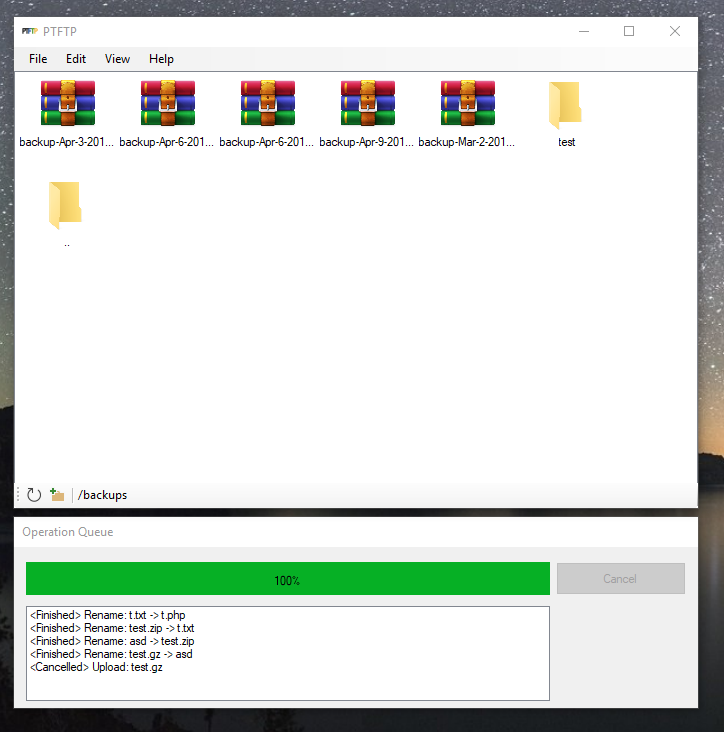 PTFTP PTFTP
File Edit View Help
backup-Apr-3-201... backup-Apr-6-201... backup-Apr-6-201... backup-Apr-9-201... backup-Mar-2-201... test
..
/backups
Operation Queue
100%
Cancel
<Finished> Rename: t.txt -> t.php
<Finished> Rename: test.zip -> t.txt
<Finished> Rename: asd -> test.zip
<Finished> Rename: test.gz -> asd
<Cancelled> Upload: test.gz